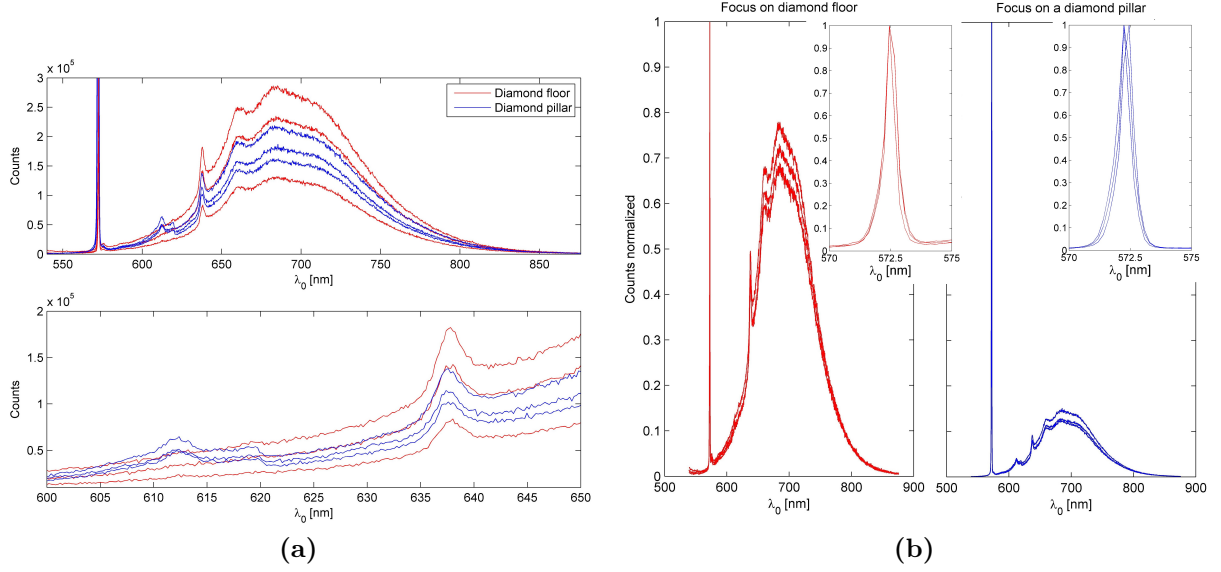 × 10⁵
3
2.5
2
1.5
1
0.5
0
Counts
550 600 650 700 750 800 850
λ₀ [nm]
Diamond floor
Diamond pillar
× 10⁵
2
1.5
1
0.5
Counts
600 605 610 615 620 625 630 635 640 645 650
λ₀ [nm]
(a)
Focus on diamond floor
1
0.9
0.8
0.7
0.6
0.5
0.4
0.3
0.2
0.1
0
Counts normalized
500 600 700 800 900
λ₀ [nm]
1
0.9
0.8
0.7
0.6
0.5
0.4
0.3
0.2
0.1
0
570 572.5 575
λ₀ [nm]
Focus on a diamond pillar
500 600 700 800 900
λ₀ [nm]
1
0.9
0.8
0.7
0.6
0.5
0.4
0.3
0.2
0.1
0
570 572.5 575
λ₀ [nm]
(b)